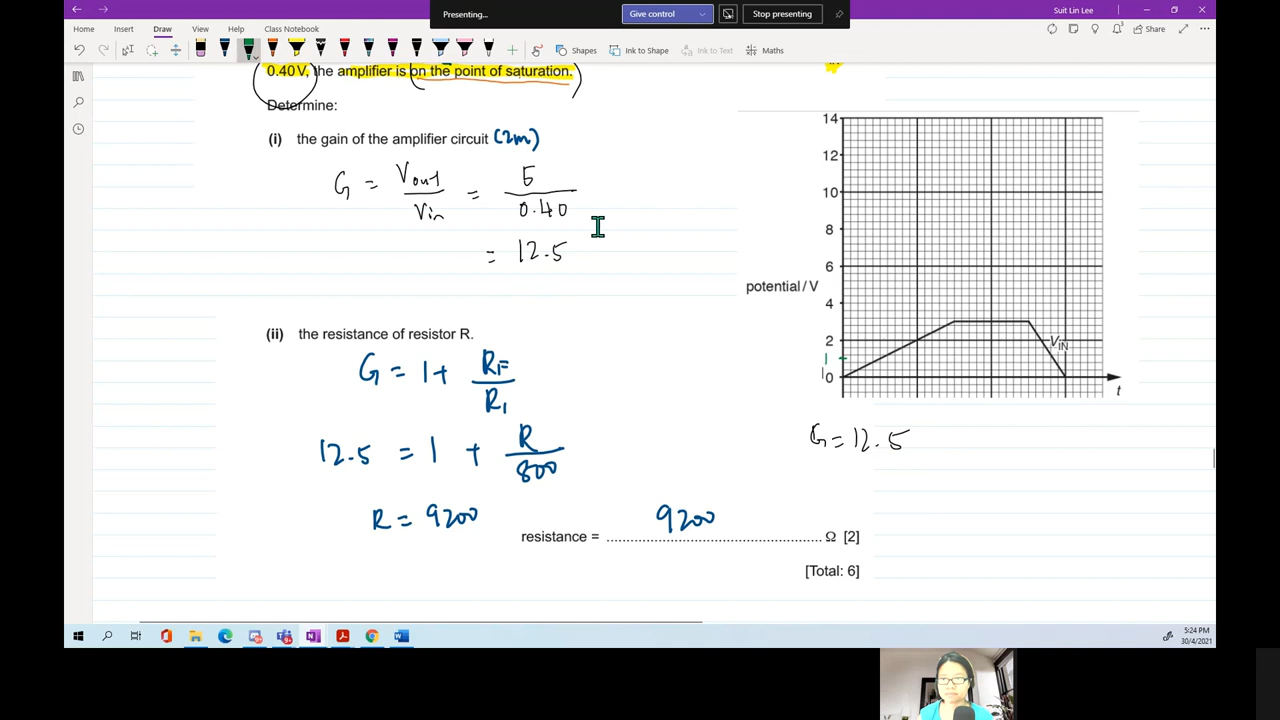 Presenting...
Give control
Stop presenting
Suit Lin Lee
Home Insert Draw View Help Class Notebook
Share
Shapes
Ink to Shape
Ink to Text
Maths
0.40 V, the amplifier is on the point of saturation.
Determine:
(i) the gain of the amplifier circuit (2m)
G = Vout / Vin = 5 / 0.40
= 12.5
(ii) the resistance of resistor R.
G = 1 + RF / R1
12.5 = 1 + R / 800
R = 9200
9200
resistance = ........................................ Ω [2]
[Total: 6]
14
12
10
8
6
potential / V
4
2
VIN
1
0
t
G = 12.5
9+
9+
5:24 PM
30/4/2021